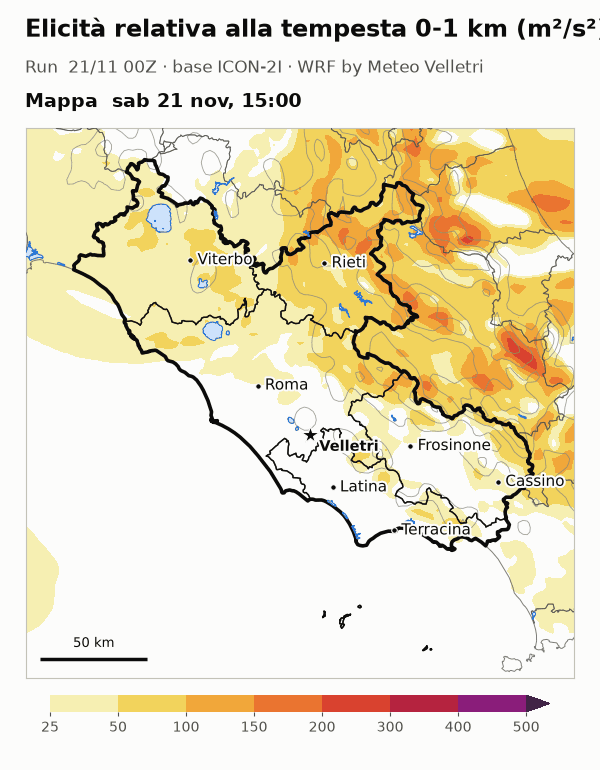 Elicità relativa alla tempesta 0-1 km (m²/s²)
Run 21/11 00Z · base ICON-2I · WRF by Meteo Velletri
Mappa sab 21 nov, 15:00
Viterbo
Rieti
Roma
Velletri
Frosinone
Latina
Cassino
Terracina
50 km
25 50 100 150 200 300 400 500